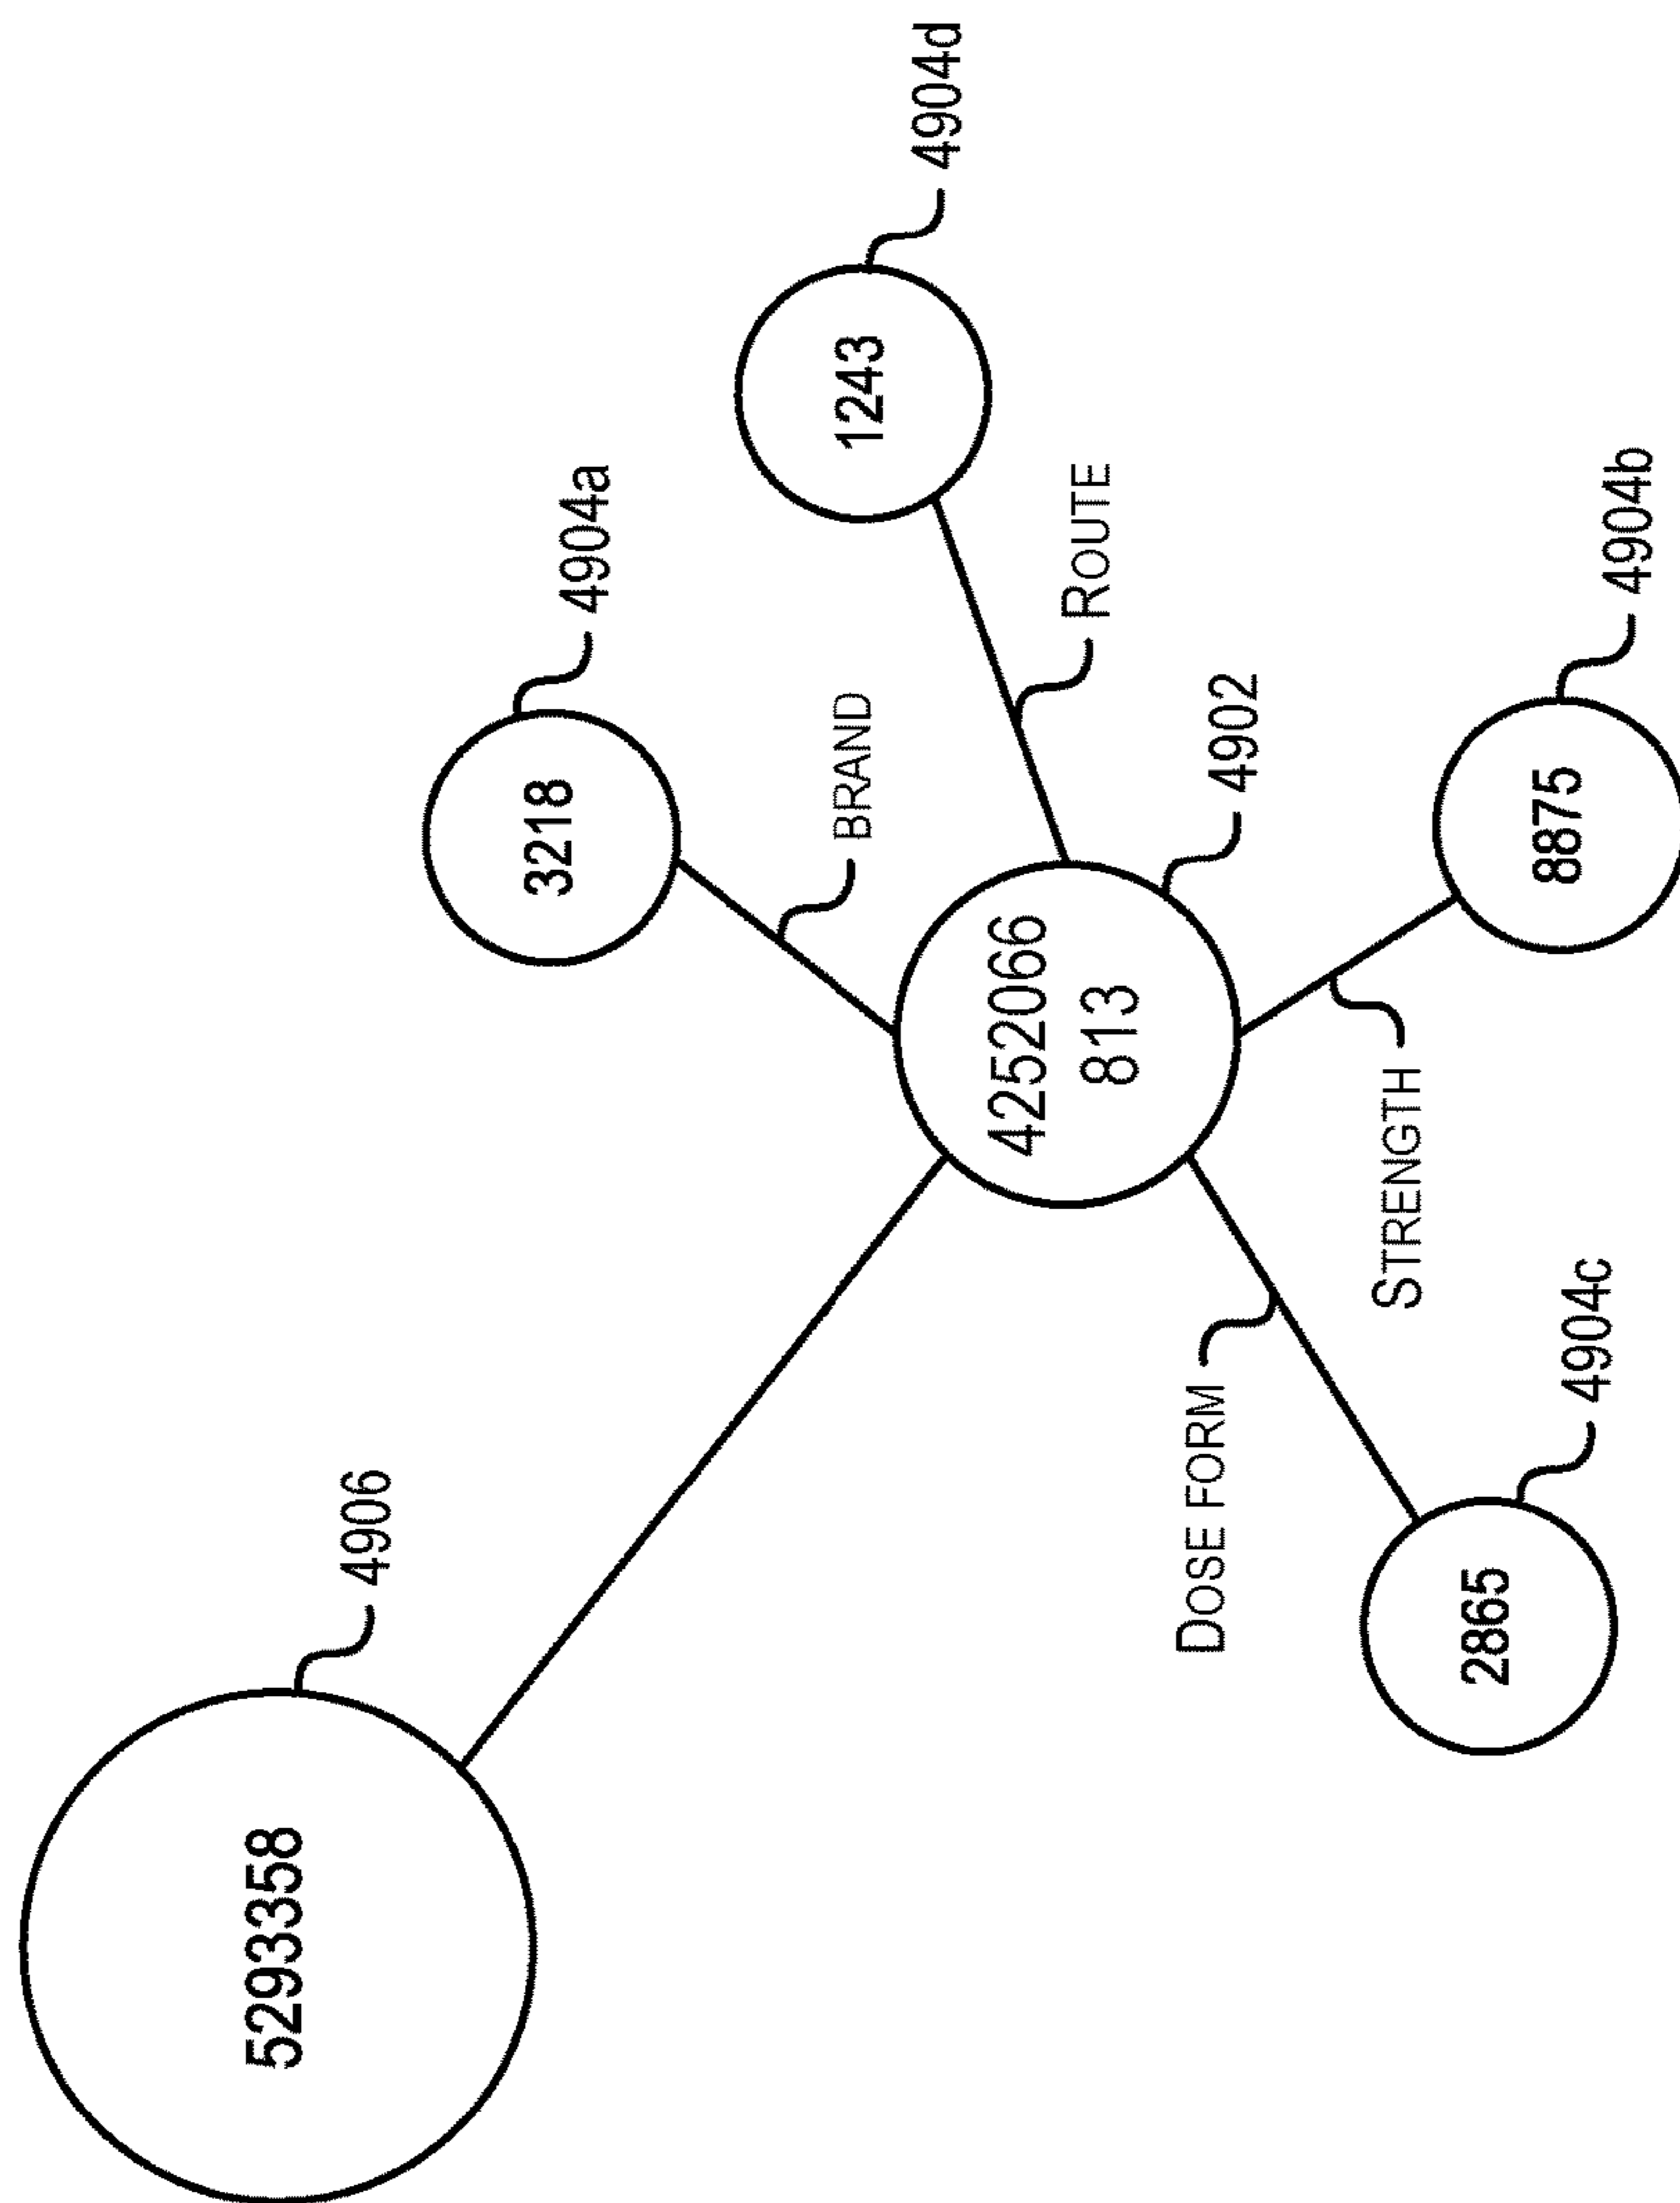 5293358
4906
3218
4904a
BRAND
1243
4904d
ROUTE
4252066
813
4902
DOSE FORM
STRENGTH
2865
4904c
8875
4904b